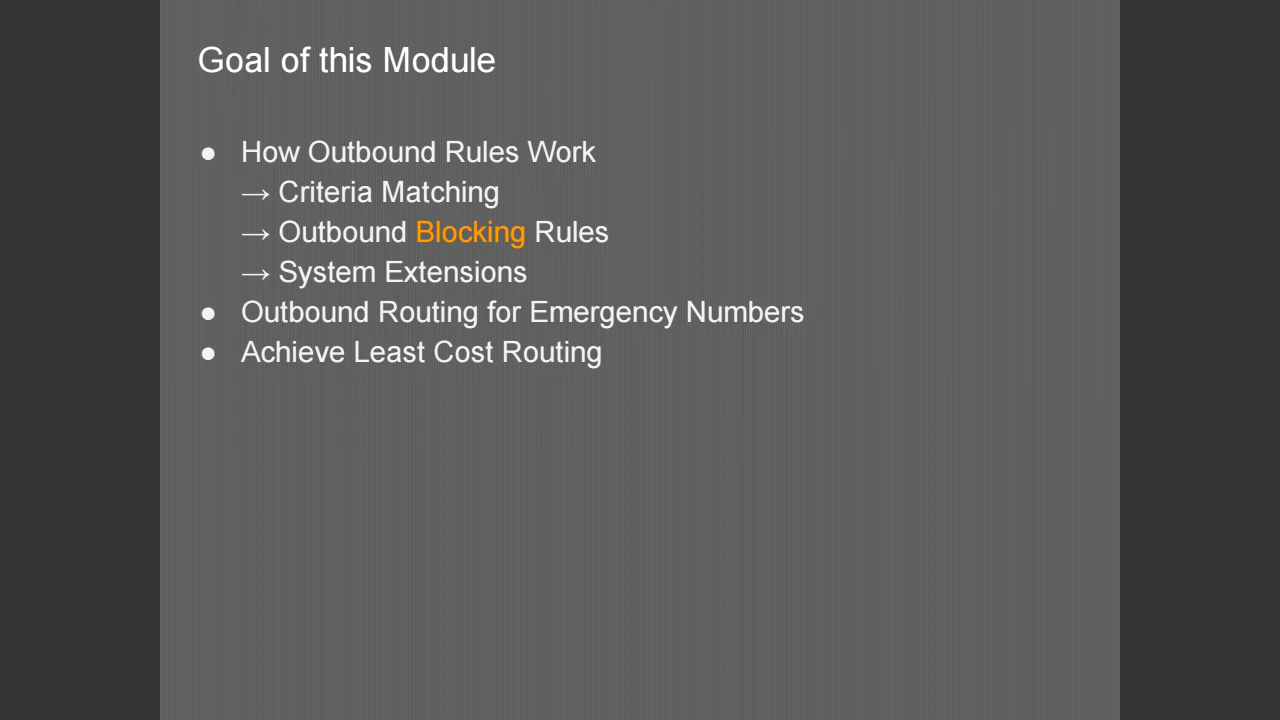 Goal of this Module
● How Outbound Rules Work
→ Criteria Matching
→ Outbound Blocking Rules
→ System Extensions
● Outbound Routing for Emergency Numbers
● Achieve Least Cost Routing